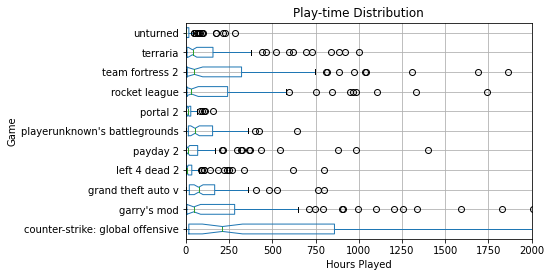 Play-time Distribution
unturned
terraria
team fortress 2
rocket league
portal 2
playerunknown's battlegrounds
payday 2
left 4 dead 2
grand theft auto v
garry's mod
counter-strike: global offensive
Game
0 250 500 750 1000 1250 1500 1750 2000
Hours Played